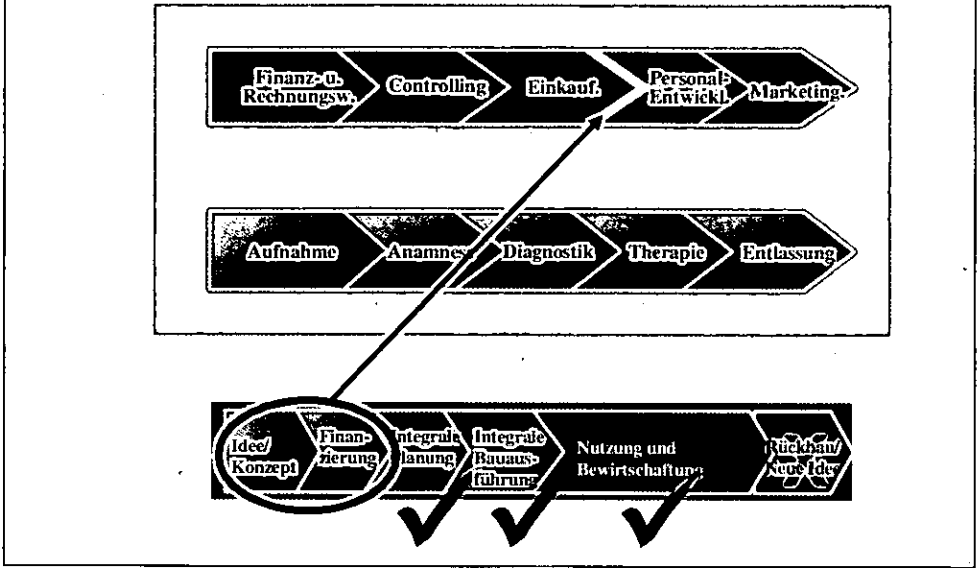 Finanz- u.
Rechnungsw.
Controlling
Einkauf.
Personal-
Entwickl.
Marketing.
Aufnahme
Anamnese
Diagnostik
Therapie
Entlassung
Idee/
Konzept
Finan-
zierung
Integrale
Planung
Integrale
Bauaus-
führung
Nutzung und
Bewirtschaftung
Rückbau/
Neue Idee